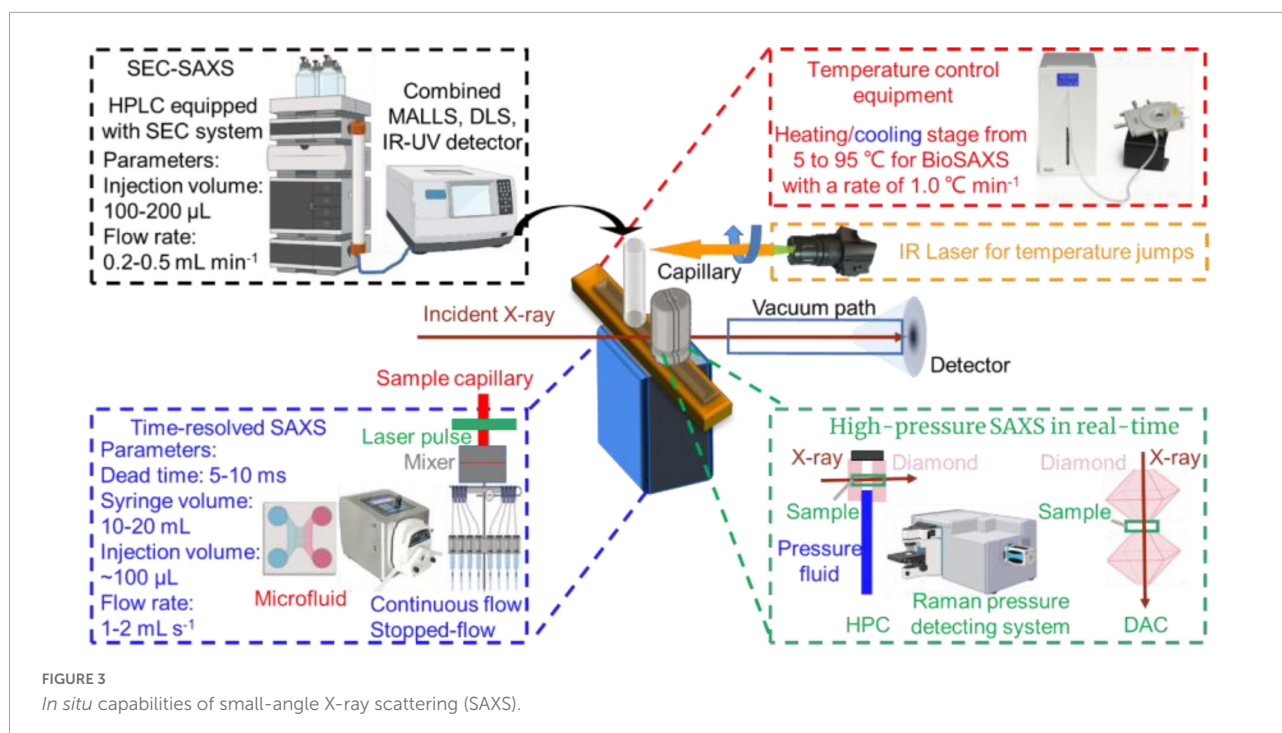 SEC-SAXS
HPLC equipped
with SEC system
Parameters:
Injection volume:
100-200 µL
Flow rate:
0.2-0.5 mL min⁻¹
Combined
MALLS, DLS,
IR-UV detector
Temperature control
equipment
Heating/cooling stage from
5 to 95 ℃ for BioSAXS
with a rate of 1.0 ℃ min⁻¹
IR Laser for temperature jumps
Capillary
Incident X-ray
Vacuum path
Detector
Time-resolved SAXS
Parameters:
Dead time: 5-10 ms
Syringe volume:
10-20 mL
Injection volume:
~100 µL
Flow rate:
1-2 mL s⁻¹
Sample capillary
Laser pulse
Mixer
Microfluid
Continuous flow
Stopped-flow
High-pressure SAXS in real-time
X-ray
Diamond
Sample
Pressure
fluid
HPC
Raman pressure
detecting system
Diamond
X-ray
Sample
DAC
FIGURE 3
In situ capabilities of small-angle X-ray scattering (SAXS).